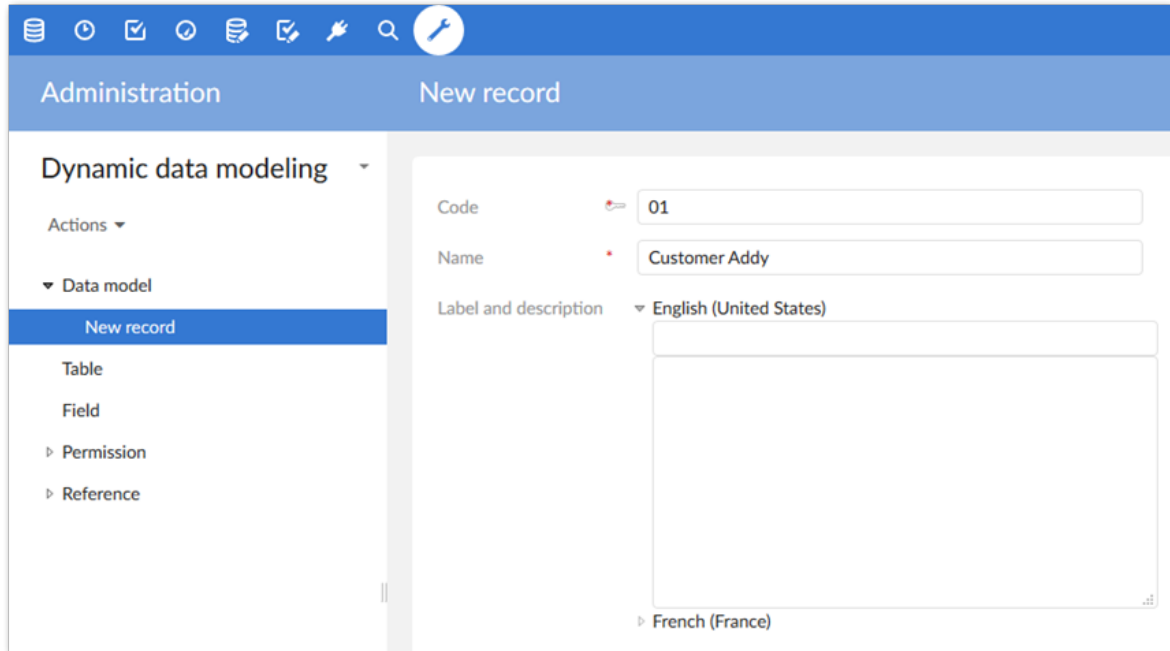 Administration
New record
Dynamic data modeling
Actions
Data model
New record
Table
Field
Permission
Reference
Code
01
Name
*
Customer Addy
Label and description
English (United States)
French (France)